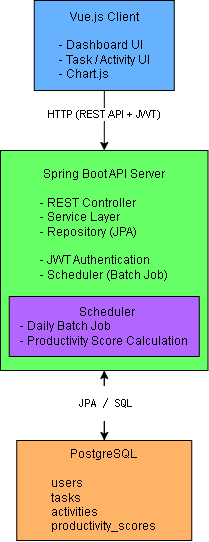 Vue.js Client
- Dashboard UI
- Task / Activity UI
- Chart.js
HTTP (REST API + JWT)
Spring Boot API Server
- REST Controller
- Service Layer
- Repository (JPA)
- JWT Authentication
- Scheduler (Batch Job)
Scheduler
- Daily Batch Job
- Productivity Score Calculation
JPA / SQL
PostgreSQL
users
tasks
activities
productivity_scores